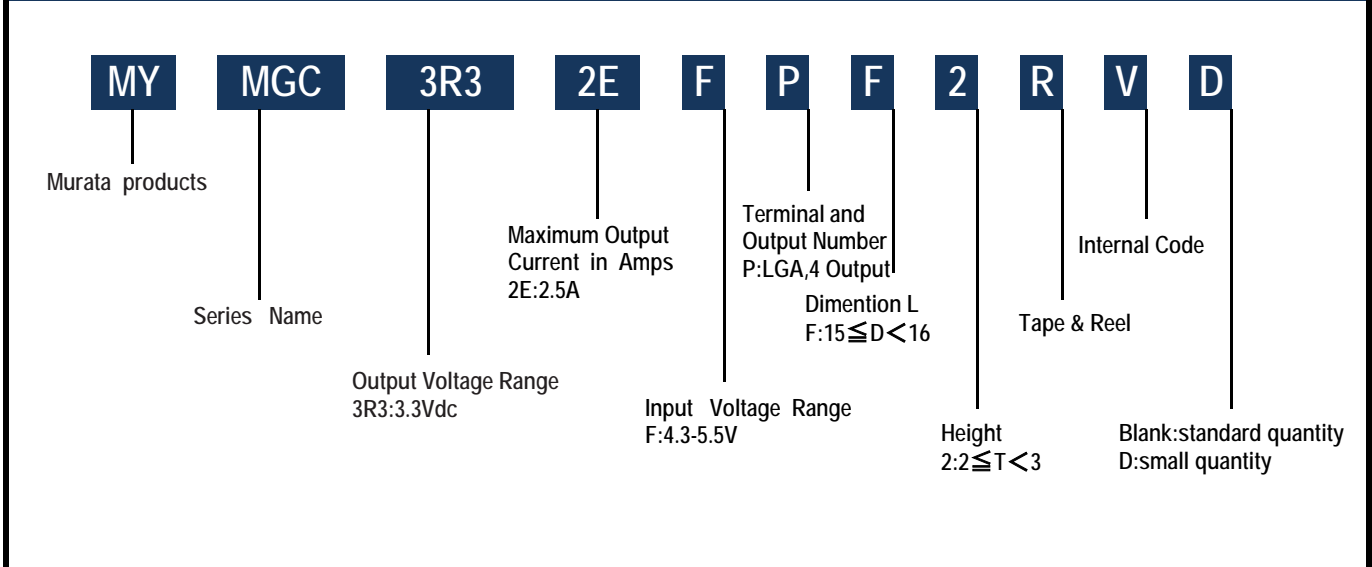 MY MGC 3R3 2E F P F 2 R V D
Murata products
Series Name
Output Voltage Range
3R3:3.3Vdc
Maximum Output
Current in Amps
2E:2.5A
Input Voltage Range
F:4.3-5.5V
Terminal and
Output Number
P:LGA,4 Output
Dimention L
F:15≦D<16
Height
2:2≦T<3
Tape & Reel
Internal Code
Blank:standard quantity
D:small quantity